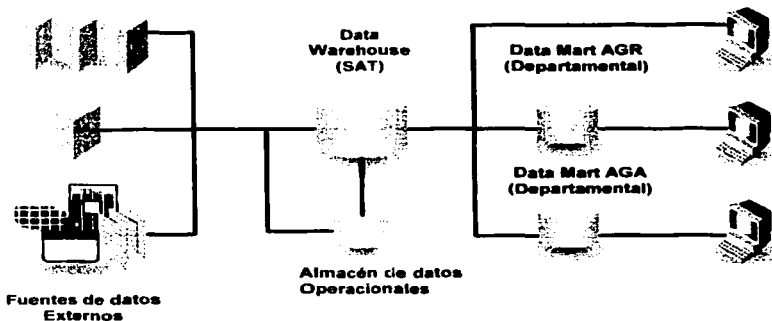 Data
Warehouse
(SAT)
Data Mart AGR
(Departamental)
Data Mart AGA
(Departamental)
Almacén de datos
Operacionales
Fuentes de datos
Externos